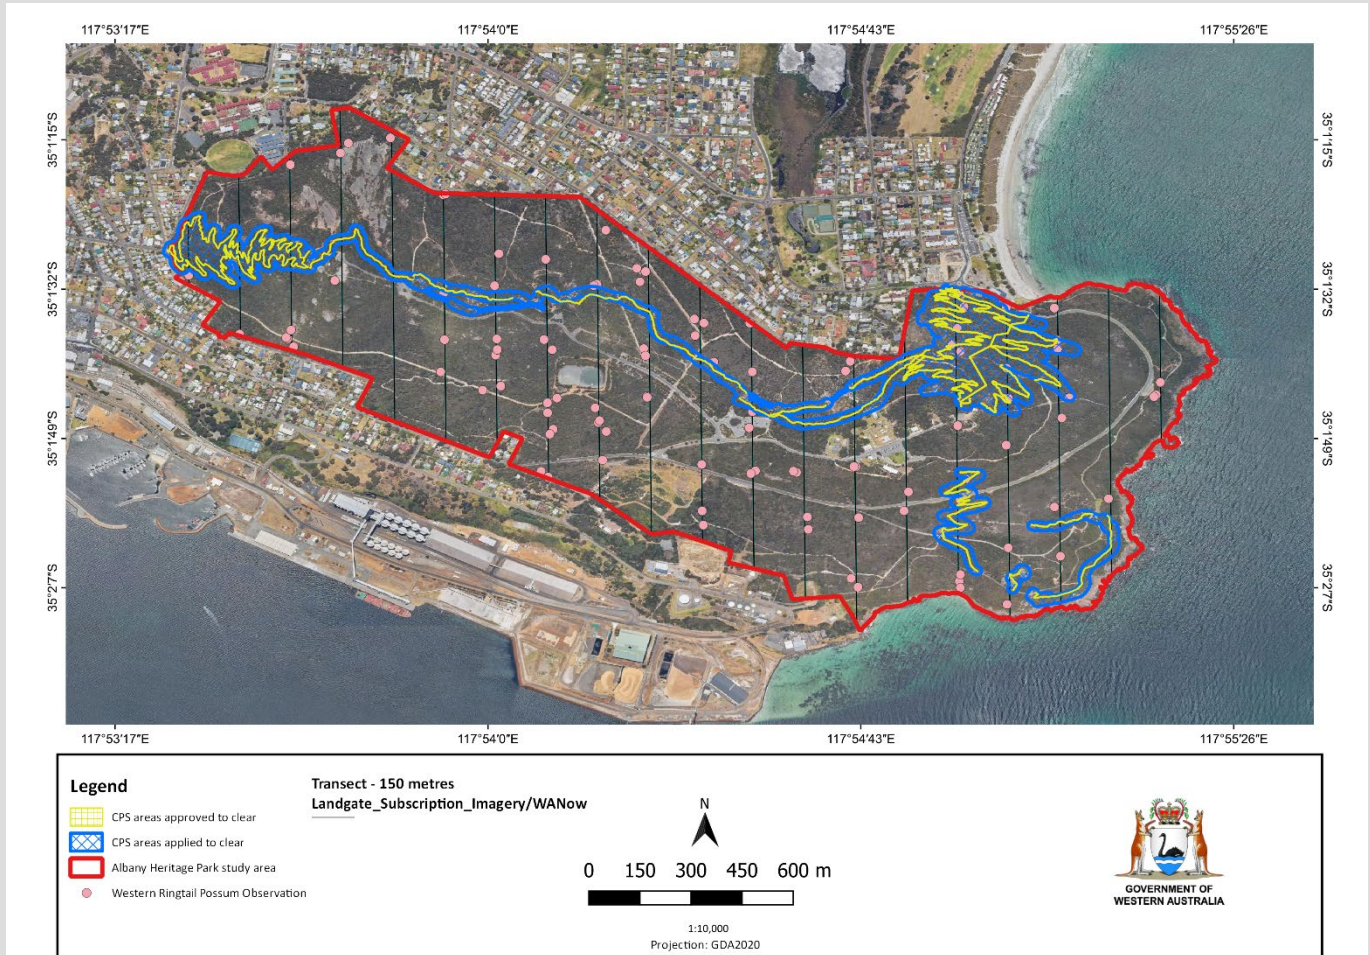 117°53'17"E 117°54'0"E 117°54'43"E 117°55'26"E
35°1'15"S 35°1'15"S
35°1'32"S 35°1'32"S
35°1'49"S 35°1'49"S
35°2'7"S 35°2'7"S
117°53'17"E 117°54'0"E 117°54'43"E 117°55'26"E
Legend
CPS areas approved to clear
CPS areas applied to clear
Albany Heritage Park study area
Western Ringtail Possum Observation
Transect - 150 metres
Landgate_Subscription_Imagery/WANow
N
0 150 300 450 600 m
1:10,000
Projection: GDA2020
GOVERNMENT OF
WESTERN AUSTRALIA